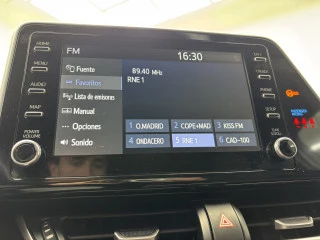 HOME
MENU
AUDIO
MAP
POWER
VOLUME
FM
16:30
Fuente
Favoritos
Lista de emisores
Manual
Opciones
Sonido
89.40 MHz
RNE 1
1 O.MADRID
2 COPE+MAD
3 KISS FM
4 ONDACERO
5 RNE 1
6 CAD-100
PHONE
SETUP